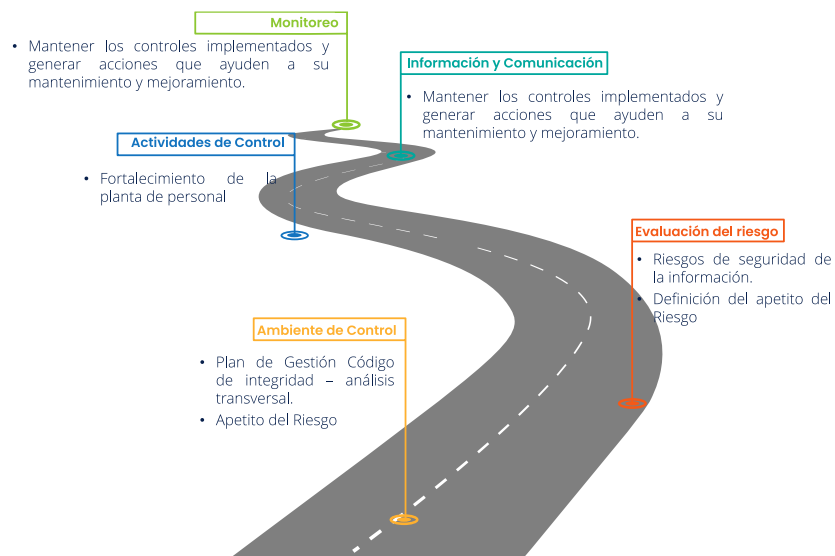 Monitoreo
• Mantener los controles implementados y
generar acciones que ayuden a su
mantenimiento y mejoramiento.
Información y Comunicación
• Mantener los controles implementados y
generar acciones que ayuden a su
mantenimiento y mejoramiento.
Actividades de Control
• Fortalecimiento de la
planta de personal
Evaluación del riesgo
• Riesgos de seguridad de
la información.
• Definición del apetito del
Riesgo
Ambiente de Control
• Plan de Gestión Código
de integridad – análisis
transversal.
• Apetito del Riesgo